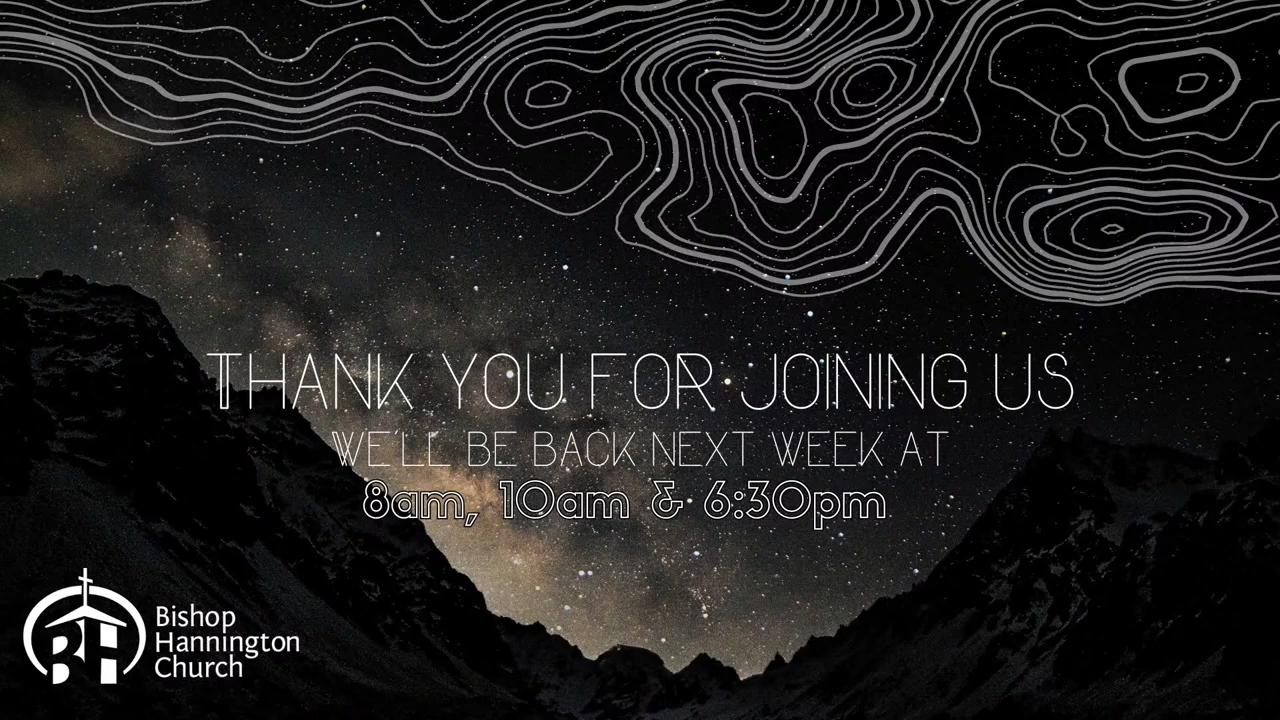 THANK YOU FOR JOINING US
WE'LL BE BACK NEXT WEEK AT
8am, 10am & 6:30pm
BH
Bishop
Hannington
Church